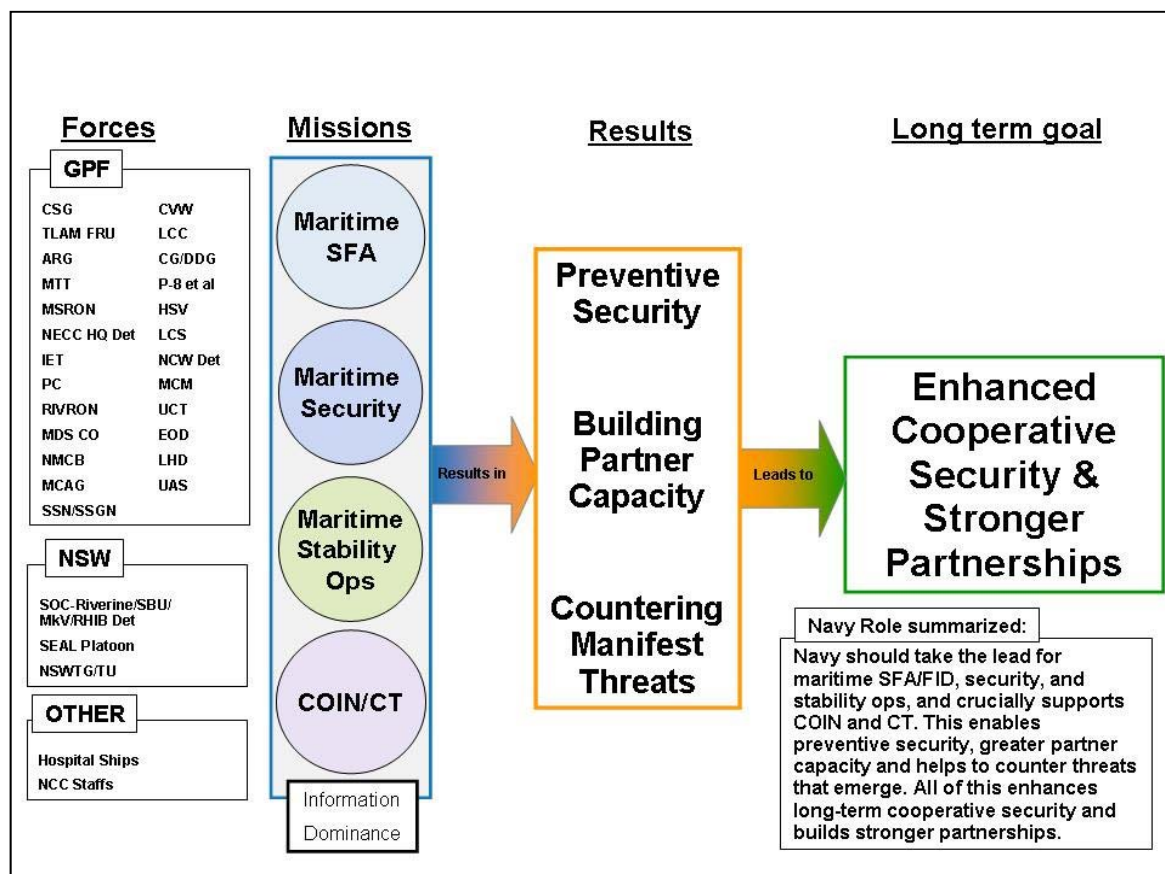 Forces
Missions
Results
Long term goal
GPF
CSG
TLAM FRU
ARG
MTT
MSRON
NECC HQ Det
IET
PC
RIVRON
MDS CO
NMCB
MCAG
SSN/SSGN
CVW
LCC
CG/DDG
P-8 et al
HSV
LCS
NCW Det
MCM
UCT
EOD
LHD
UAS
NSW
SOC-Riverine/SBU/
MkV/RHIB Det
SEAL Platoon
NSWTG/TU
OTHER
Hospital Ships
NCC Staffs
Maritime
SFA
Maritime
Security
Maritime
Stability
Ops
COIN/CT
Information
Dominance
Results in
Preventive
Security
Building
Partner
Capacity
Countering
Manifest
Threats
Leads to
Enhanced
Cooperative
Security &
Stronger
Partnerships
Navy Role summarized:
Navy should take the lead for
maritime SFA/FID, security, and
stability ops, and crucially supports
COIN and CT. This enables
preventive security, greater partner
capacity and helps to counter threats
that emerge. All of this enhances
long-term cooperative security and
builds stronger partnerships.